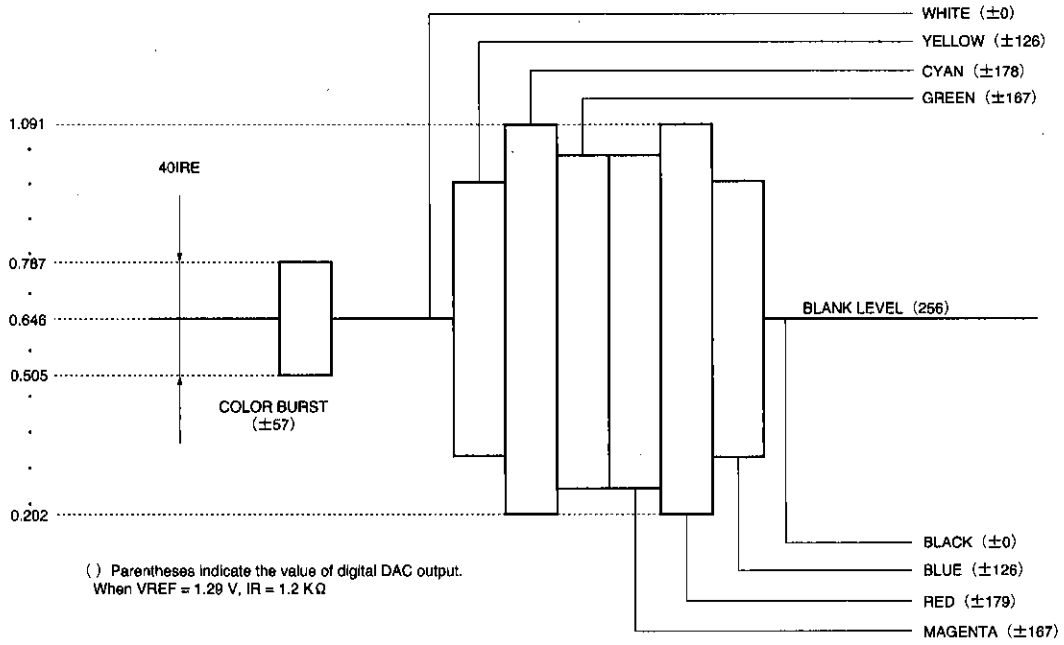 WHITE (±0)
YELLOW (±126)
CYAN (±178)
GREEN (±167)
1.091
40IRE
0.787
0.646
BLANK LEVEL (256)
0.505
COLOR BURST
(±57)
0.202
BLACK (±0)
BLUE (±126)
RED (±179)
MAGENTA (±167)
( ) Parentheses indicate the value of digital DAC output.
When VREF = 1.29 V, IR = 1.2 KΩ